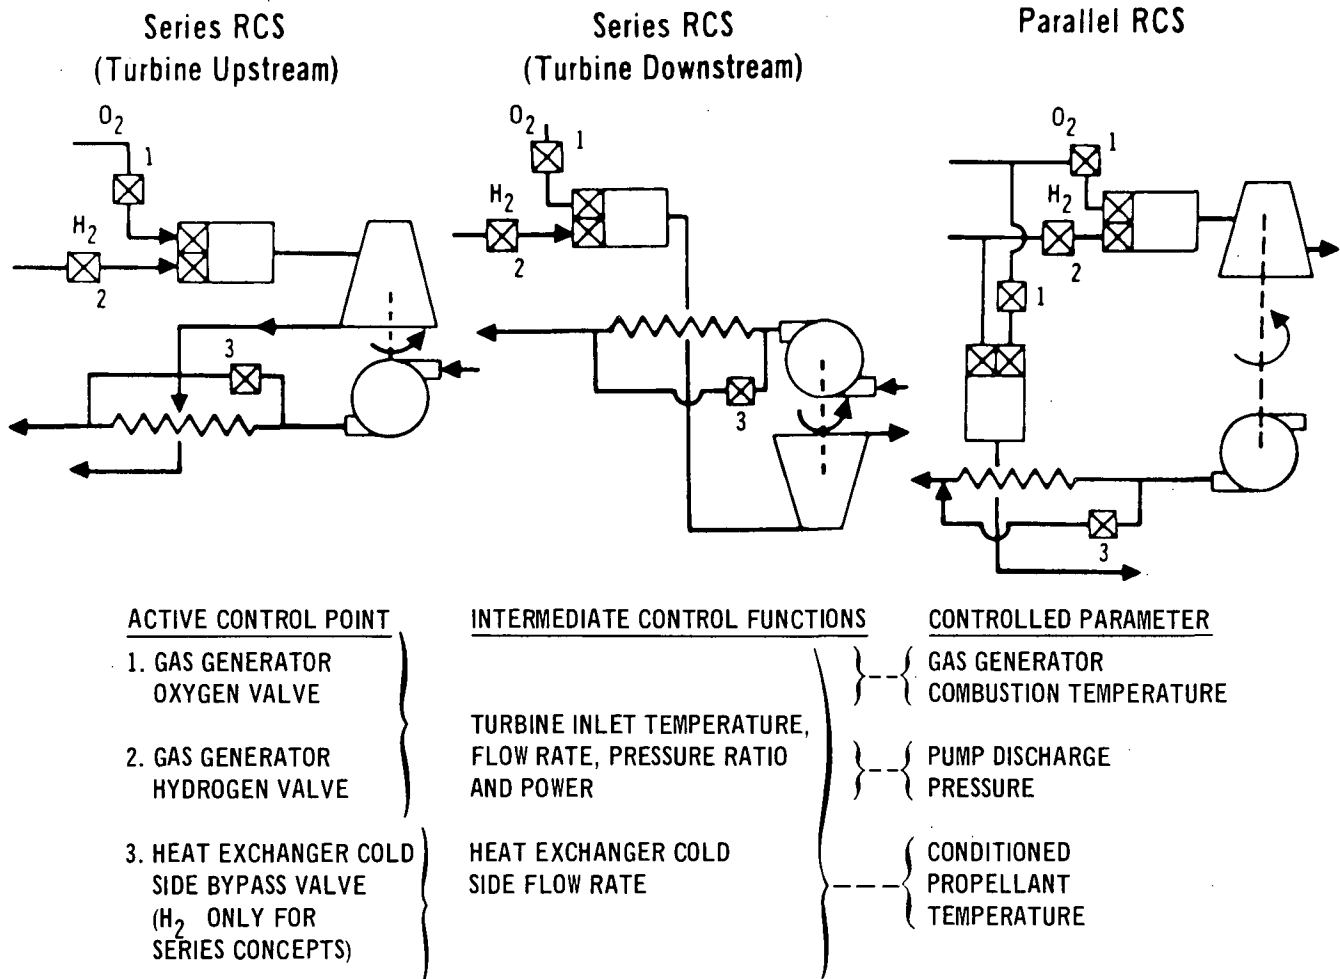 Series RCS
(Turbine Upstream)
O2
1
H2
2
3
Series RCS
(Turbine Downstream)
O2
1
H2
2
3
Parallel RCS
O2
1
H2
2
1
3
ACTIVE CONTROL POINT
1. GAS GENERATOR
OXYGEN VALVE
2. GAS GENERATOR
HYDROGEN VALVE
3. HEAT EXCHANGER COLD
SIDE BYPASS VALVE
(H2 ONLY FOR
SERIES CONCEPTS)
INTERMEDIATE CONTROL FUNCTIONS
TURBINE INLET TEMPERATURE,
FLOW RATE, PRESSURE RATIO
AND POWER
HEAT EXCHANGER COLD
SIDE FLOW RATE
CONTROLLED PARAMETER
GAS GENERATOR
COMBUSTION TEMPERATURE
PUMP DISCHARGE
PRESSURE
CONDITIONED
PROPELLANT
TEMPERATURE